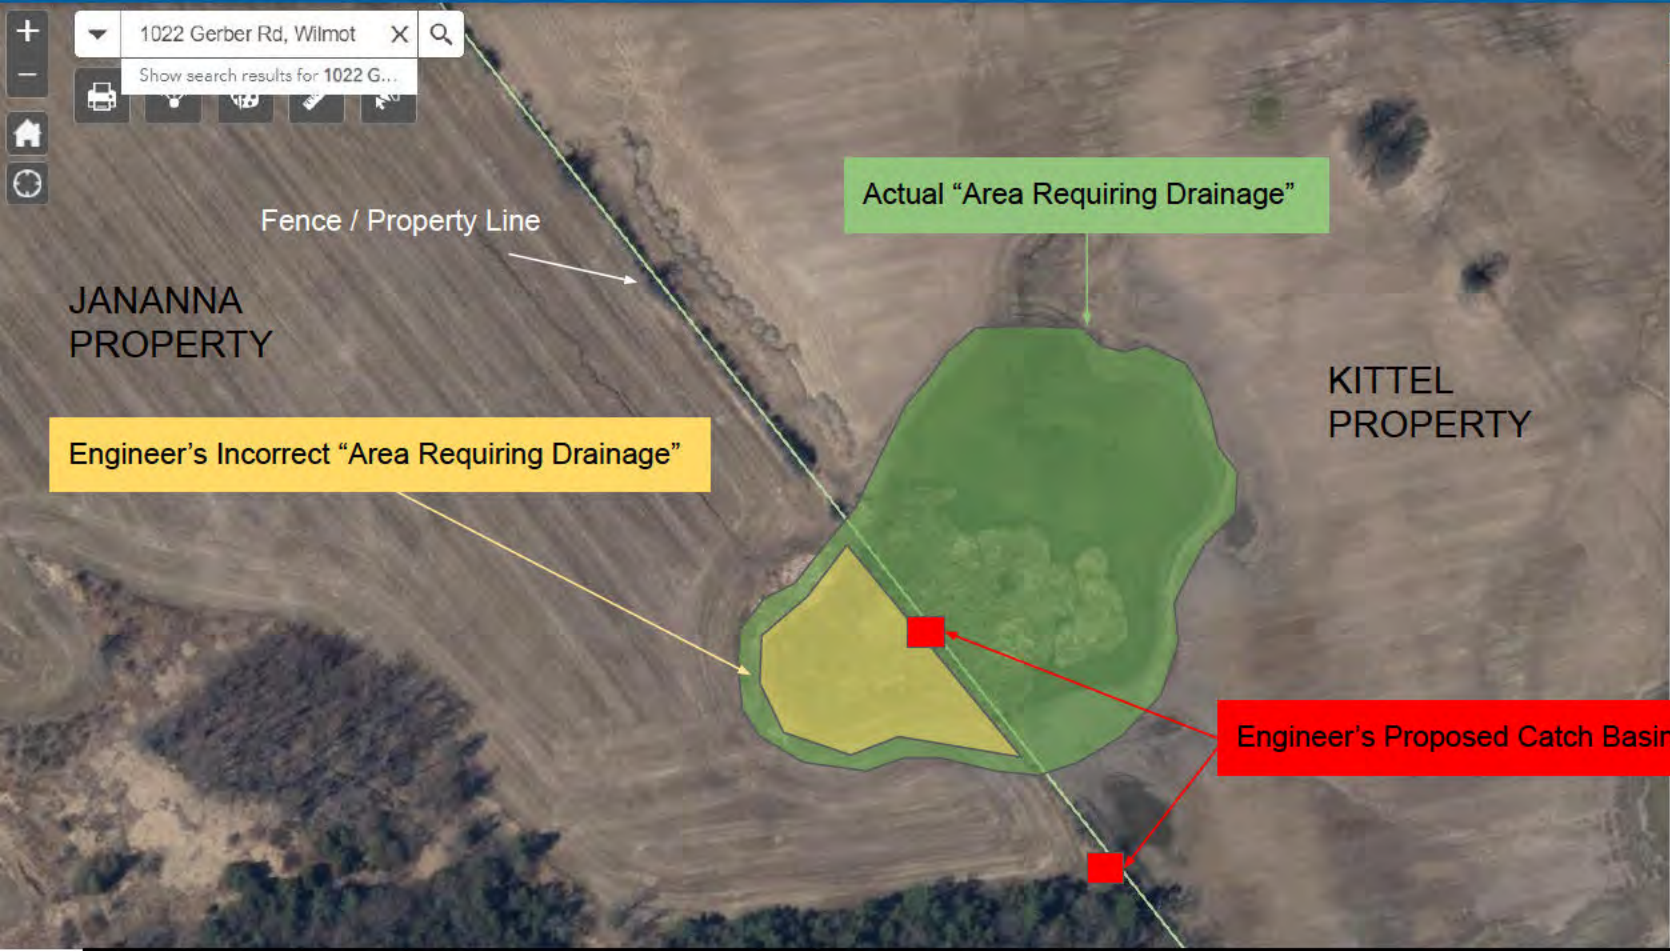 1022 Gerber Rd, Wilmot
Show search results for 1022 G...
Actual “Area Requiring Drainage”
Fence / Property Line
JANANNA
PROPERTY
KITTEL
PROPERTY
Engineer’s Incorrect “Area Requiring Drainage”
Engineer’s Proposed Catch Basin